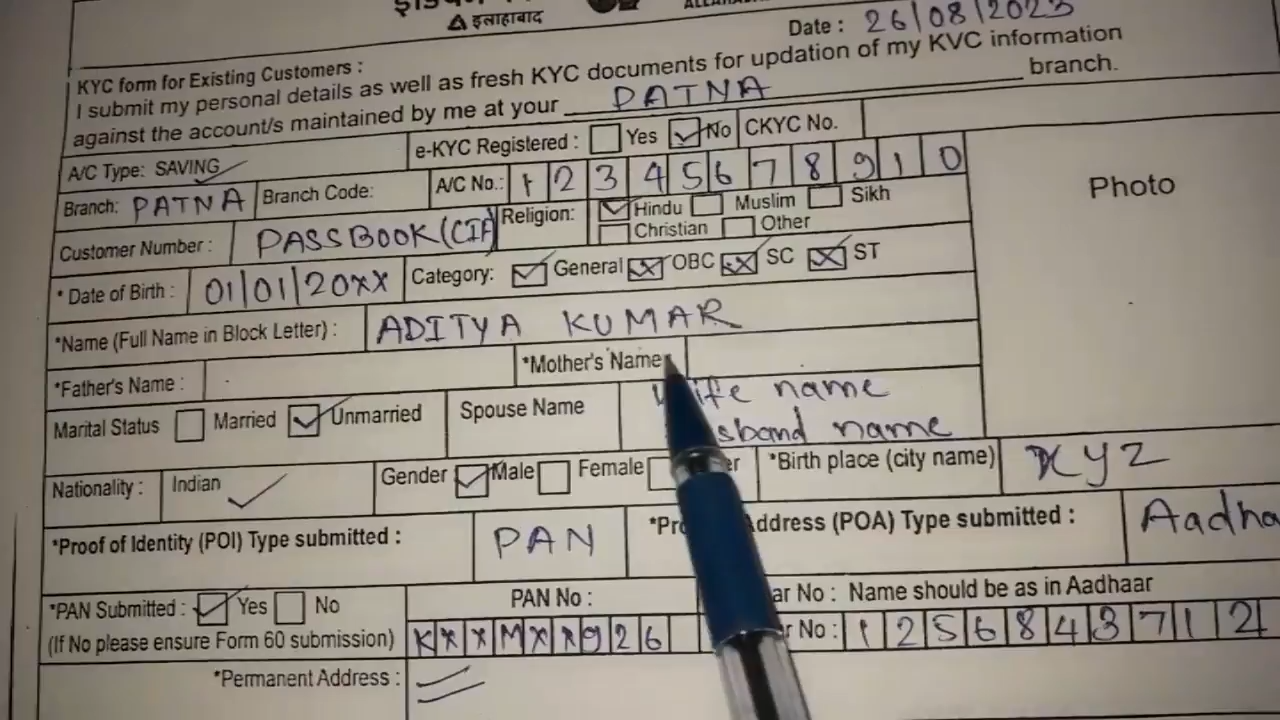 इलाहाबाद
Date : 26/08/2023
KYC form for Existing Customers :
I submit my personal details as well as fresh KYC documents for updation of my KVC information
against the account/s maintained by me at your PATNA branch.
A/C Type: SAVING e-KYC Registered : Yes No CKYC No.
Branch: PATNA Branch Code: A/C No.: 1 2 3 4 5 6 7 8 9 1 0
Photo
Customer Number : PASSBOOK (CIF) Religion: Hindu Muslim Sikh
Christian Other
* Date of Birth : 01/01/20XX Category: General OBC SC ST
*Name (Full Name in Block Letter) : ADITYA KUMAR
*Father's Name : *Mother's Name
Marital Status Married Unmarried Spouse Name wife name
name
Nationality : Indian Gender Male Female *Birth place (city name) XYZ
*Proof of Identity (POI) Type submitted : PAN Address (POA) Type submitted :
*PAN Submitted : Yes No PAN No : No : Name should be as in Aadhaar
(If No please ensure Form 60 submission) K X X M X X 9 2 6 No : 1 2 5 6 8 4 3 7 1 2
*Permanent Address :